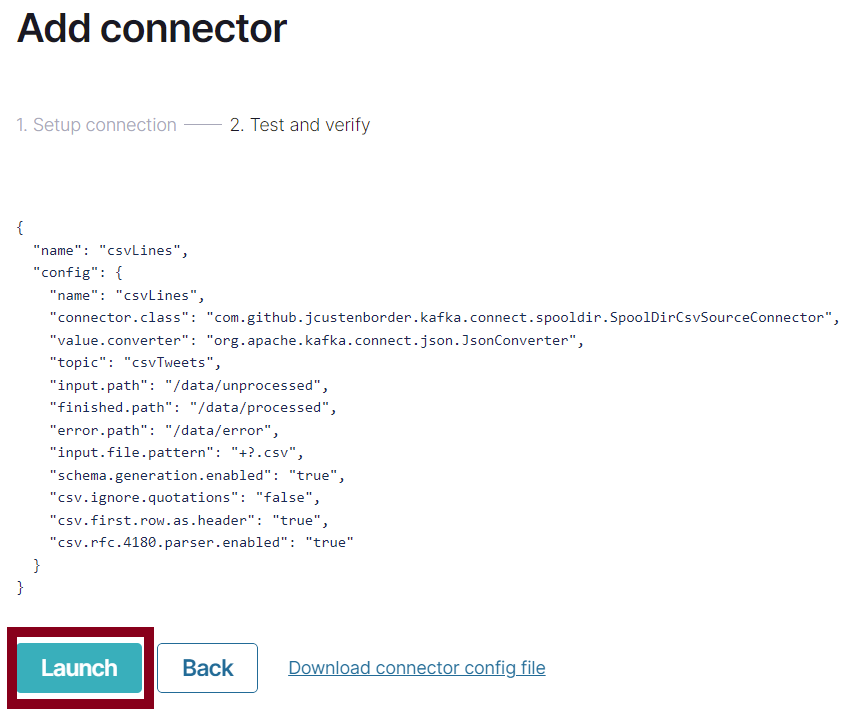 Add connector
1. Setup connection 2. Test and verify
{
"name": "csvLines",
"config": {
"name": "csvLines",
"connector.class": "com.github.jcustenborder.kafka.connect.spooldir.SpoolDirCsvSourceConnector",
"value.converter": "org.apache.kafka.connect.json.JsonConverter",
"topic": "csvTweets",
"input.path": "/data/unprocessed",
"finished.path": "/data/processed",
"error.path": "/data/error",
"input.file.pattern": "+?.csv",
"schema.generation.enabled": "true",
"csv.ignore.quotations": "false",
"csv.first.row.as.header": "true",
"csv.rfc.4180.parser.enabled": "true"
}
}
Launch Back Download connector config file